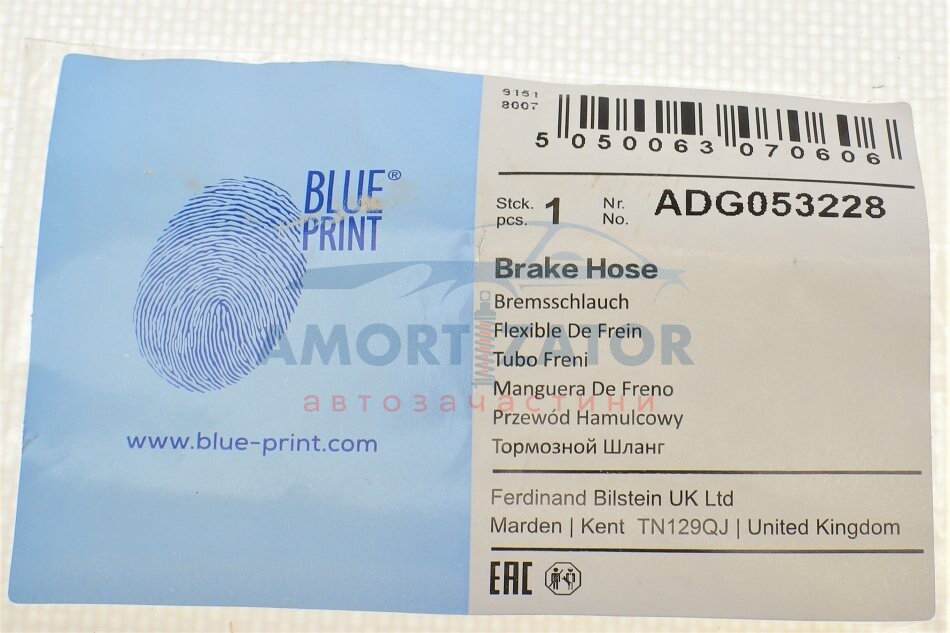 BLUE®
PRINT
www.blue-print.com
9151
8007
5 050063 070606
Stck. 1 Nr. ADG053228
pcs. No.
Brake Hose
Bremsschlauch
Flexible De Frein
AMORTIZATOR
Tubo Freni
Manguera De Freno
автозачастини
Przewód Hamulcowy
Тормозной Шланг
Ferdinand Bilstein UK Ltd
Marden | Kent TN129QJ | United Kingdom
EAC